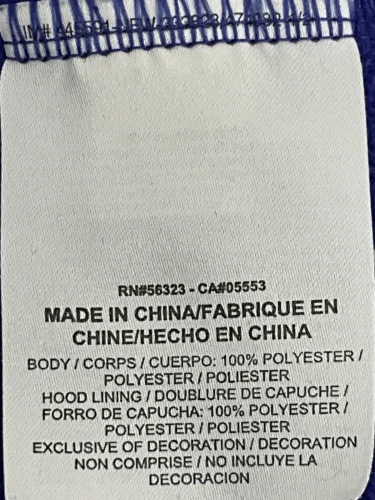 RN#56323 - CA#05553
MADE IN CHINA/FABRIQUE EN
CHINE/HECHO EN CHINA
BODY / CORPS / CUERPO: 100% POLYESTER /
POLYESTER / POLIESTER
HOOD LINING / DOUBLURE DE CAPUCHE /
FORRO DE CAPUCHA: 100% POLYESTER /
POLYESTER / POLIESTER
EXCLUSIVE OF DECORATION / DECORATION
NON COMPRISE / NO INCLUYE LA
DECORACION